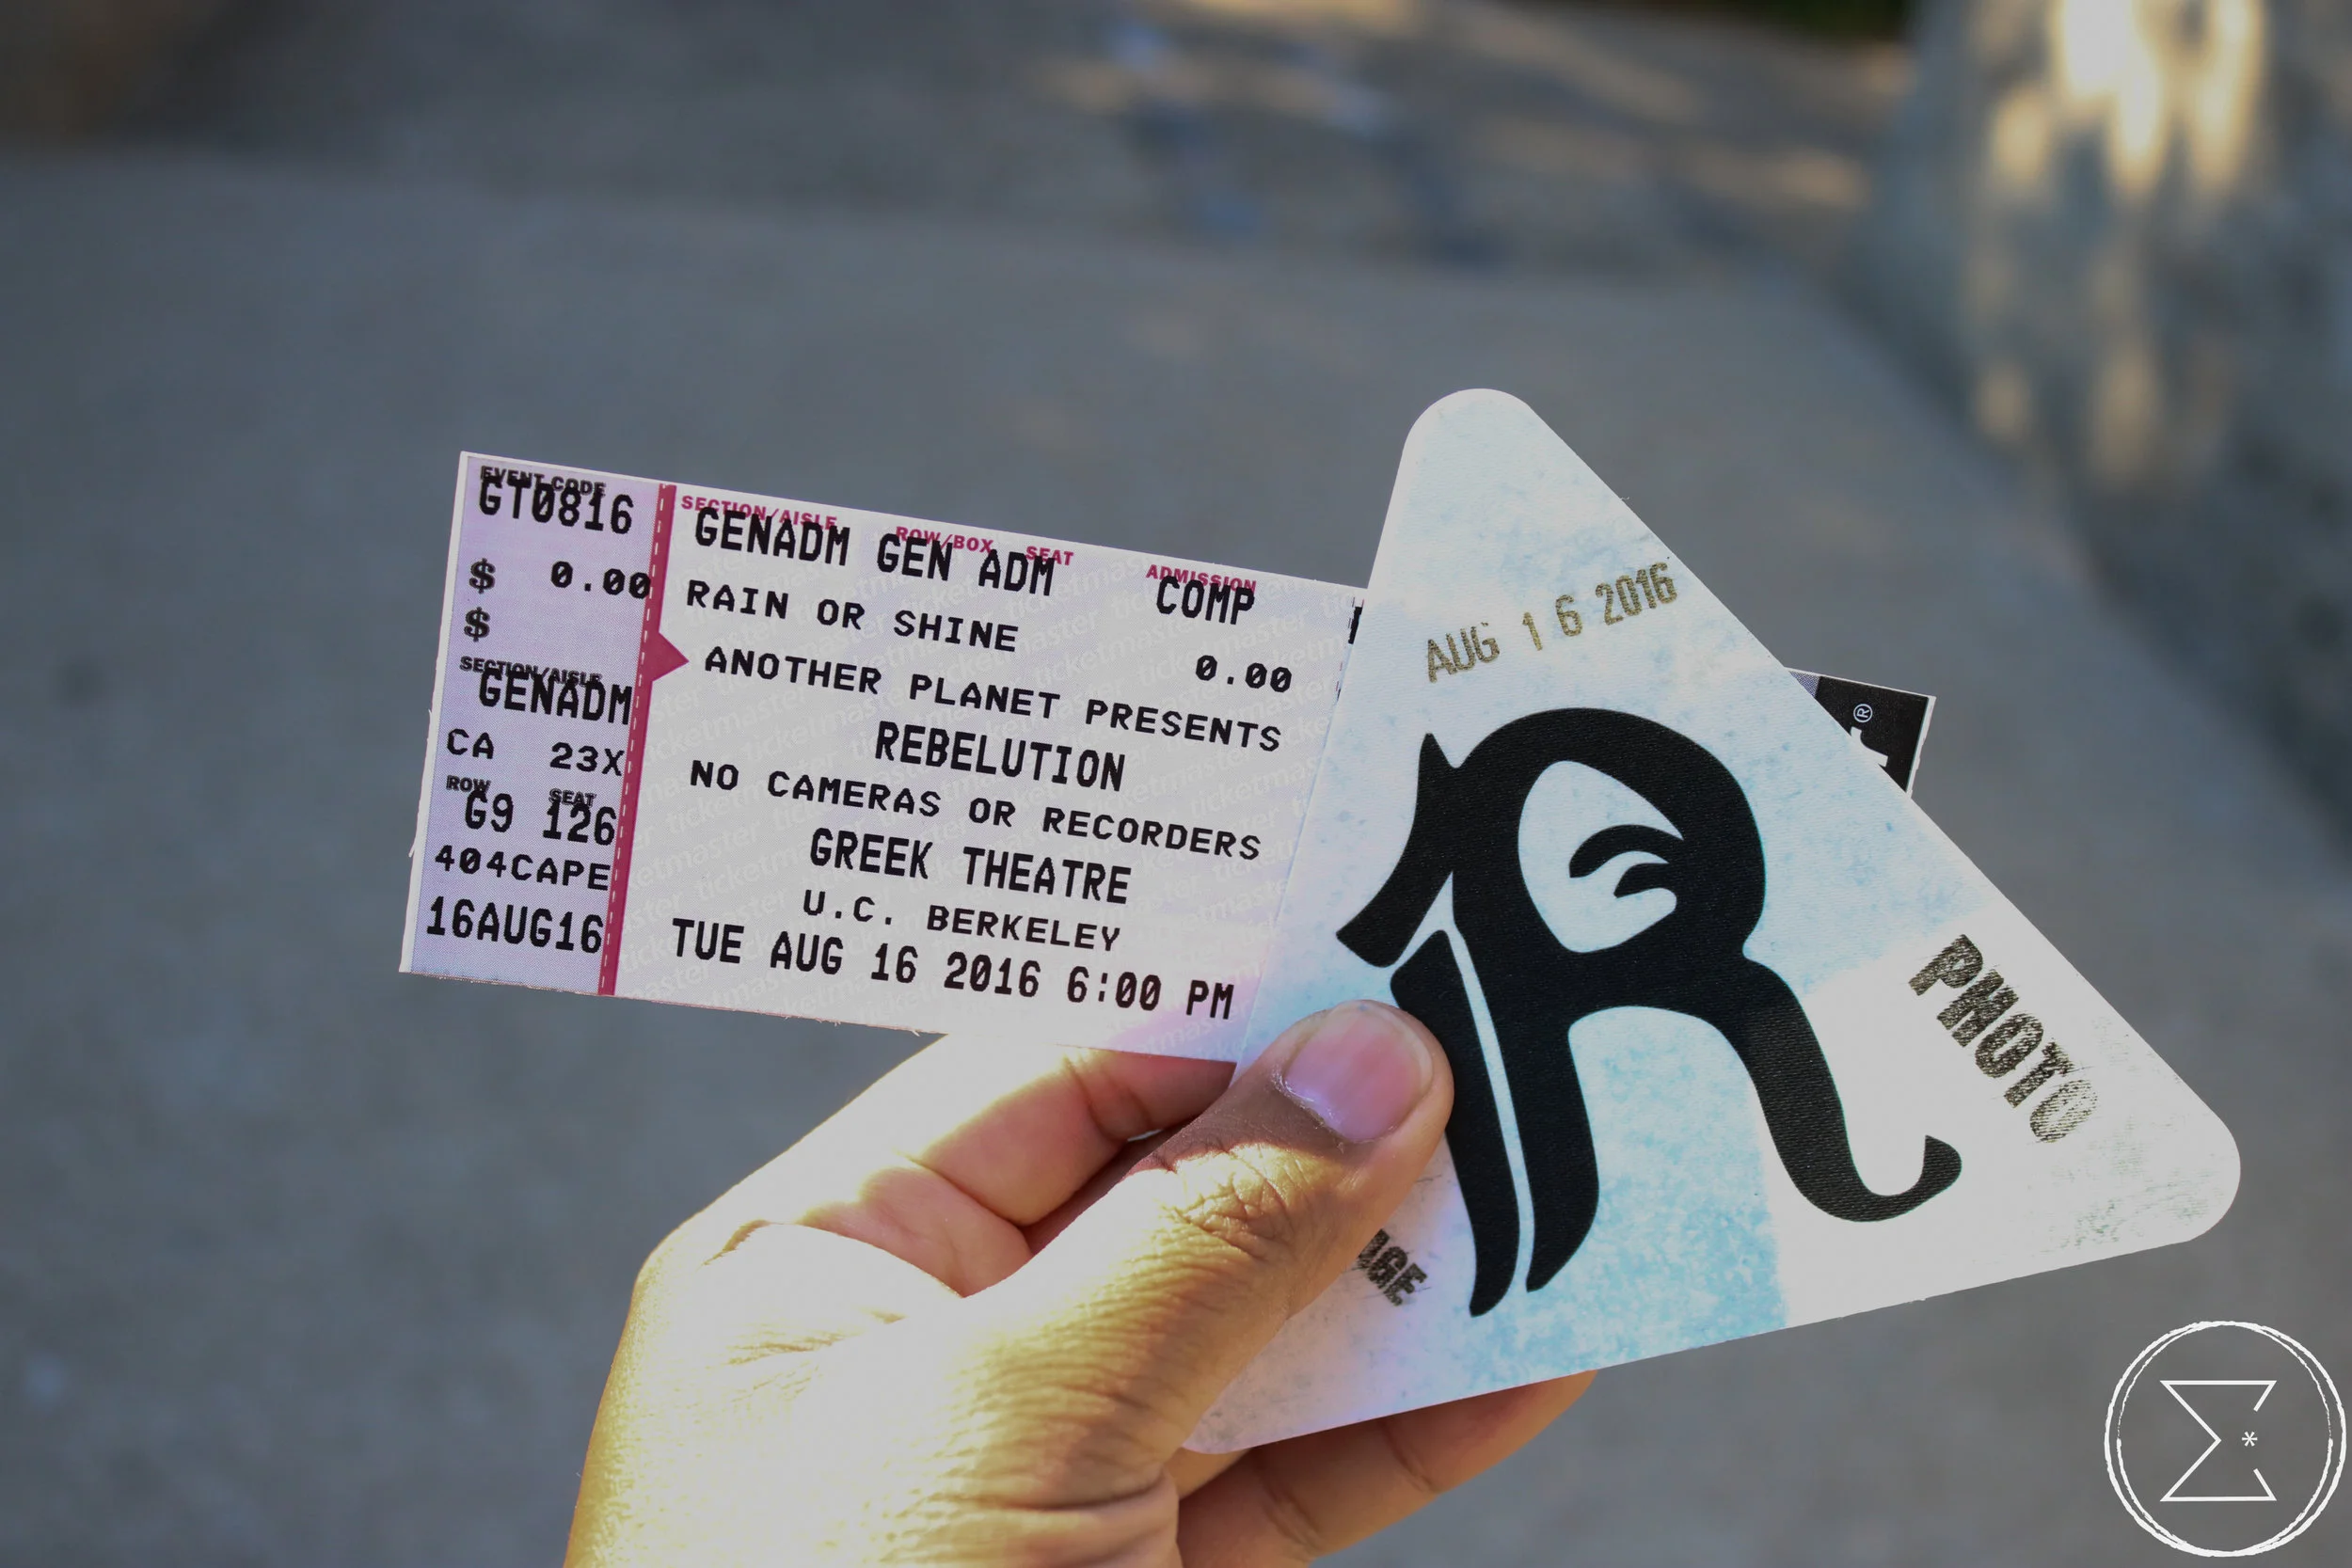 EVENT CODE
GT0816
$ 0.00
$
SECTION/AISLE
GENADM
CA 23X
ROW SEAT
G9 126
404CAPE
16AUG16
SECTION/AISLE ROW/BOX SEAT ADMISSION
GENADM GEN ADM COMP
RAIN OR SHINE 0.00
ANOTHER PLANET PRESENTS
REBELUTION
NO CAMERAS OR RECORDERS
GREEK THEATRE
U.C. BERKELEY
TUE AUG 16 2016 6:00 PM
AUG 16 2016
R
PHOTO